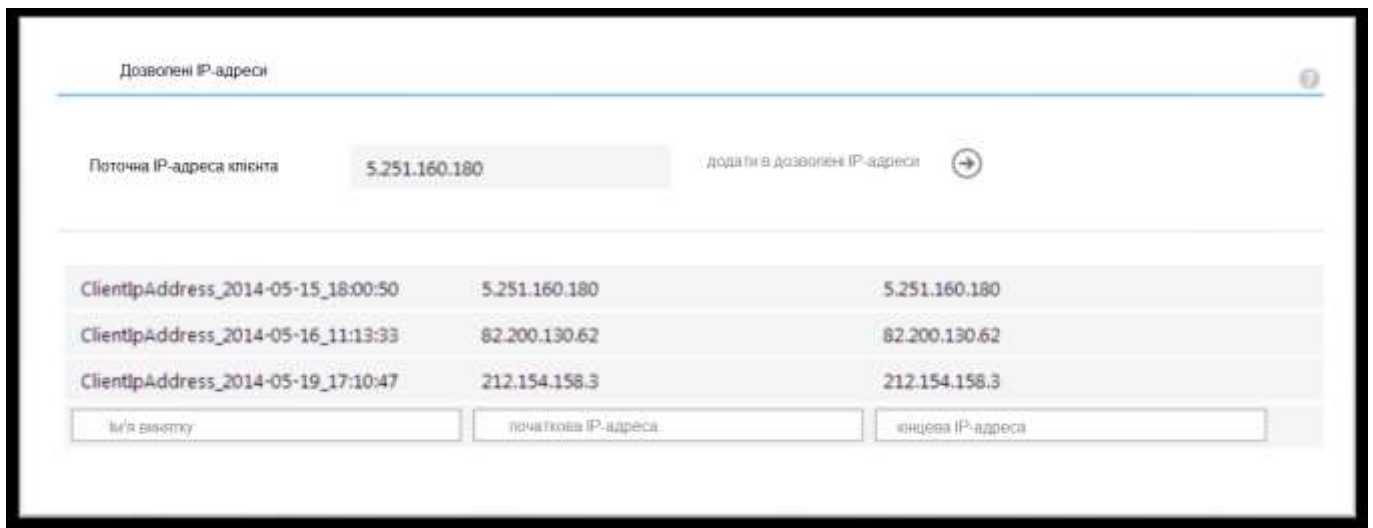 Дозволені IP-адреси
Поточна IP-адреса клієнта 5.251.160.180 додати в дозволені IP-адреси
ClientIpAddress_2014-05-15_18:00:50 5.251.160.180 5.251.160.180
ClientIpAddress_2014-05-16_11:13:33 82.200.130.62 82.200.130.62
ClientIpAddress_2014-05-19_17:10:47 212.154.158.3 212.154.158.3
Ім'я винятку початкова IP-адреса кінцева IP-адреса